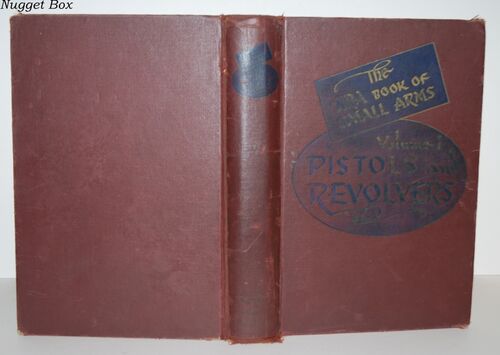 Nugget Box
The
NRA BOOK OF
SMALL ARMS
Volume I
PISTOLS and
REVOLVERS